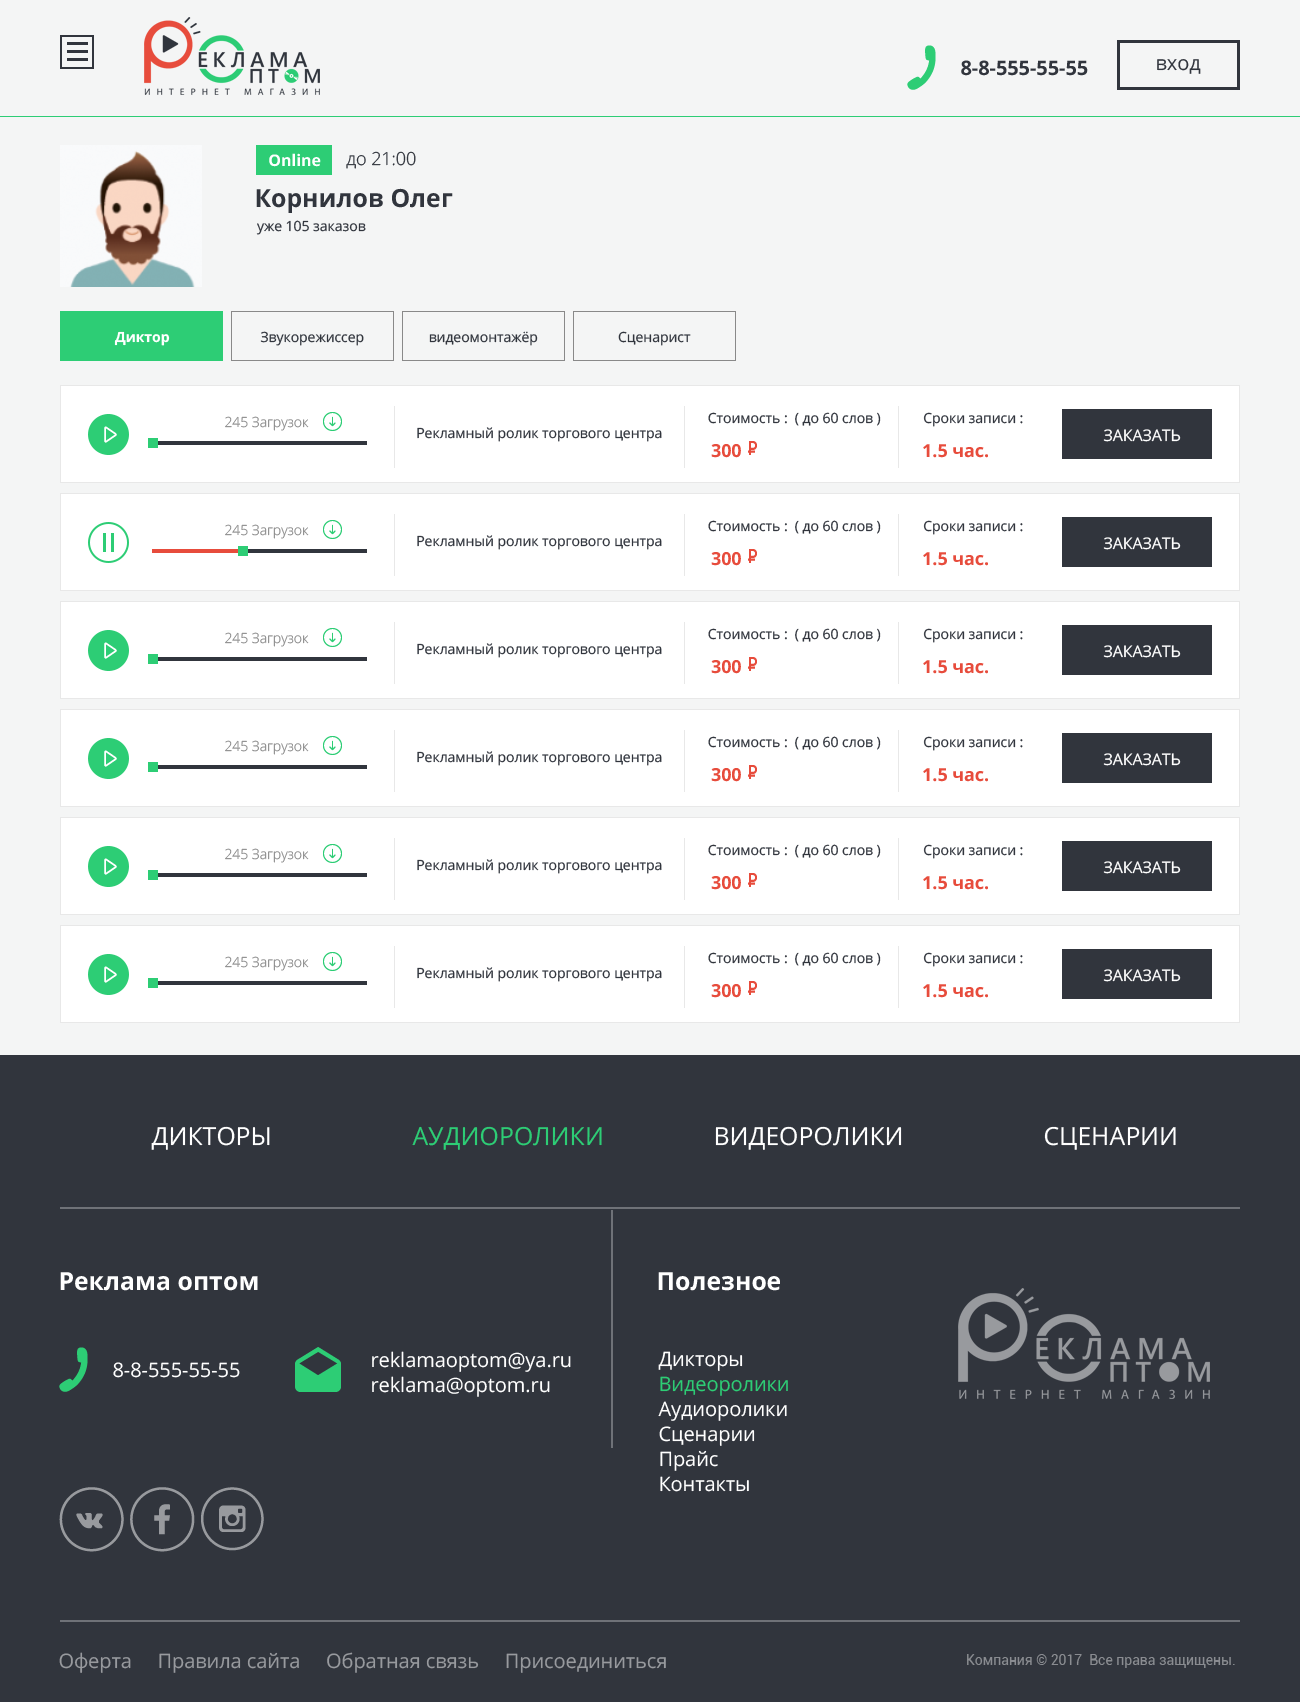 РЕКЛАМА
ОПТОМ
ИНТЕРНЕТ МАГАЗИН
8-8-555-55-55
вход
Online до 21:00
Корнилов Олег
уже 105 заказов
Диктор Звукорежиссер видеомонтажёр Сценарист
245 Загрузок
Рекламный ролик торгового центра
Стоимость : ( до 60 слов )
300 ₽
Сроки записи :
1.5 час.
ЗАКАЗАТЬ
245 Загрузок
Рекламный ролик торгового центра
Стоимость : ( до 60 слов )
300 ₽
Сроки записи :
1.5 час.
ЗАКАЗАТЬ
245 Загрузок
Рекламный ролик торгового центра
Стоимость : ( до 60 слов )
300 ₽
Сроки записи :
1.5 час.
ЗАКАЗАТЬ
245 Загрузок
Рекламный ролик торгового центра
Стоимость : ( до 60 слов )
300 ₽
Сроки записи :
1.5 час.
ЗАКАЗАТЬ
245 Загрузок
Рекламный ролик торгового центра
Стоимость : ( до 60 слов )
300 ₽
Сроки записи :
1.5 час.
ЗАКАЗАТЬ
245 Загрузок
Рекламный ролик торгового центра
Стоимость : ( до 60 слов )
300 ₽
Сроки записи :
1.5 час.
ЗАКАЗАТЬ
ДИКТОРЫ АУДИОРОЛИКИ ВИДЕОРОЛИКИ СЦЕНАРИИ
Реклама оптом
8-8-555-55-55
reklamaoptom@ya.ru
reklama@optom.ru
Полезное
Дикторы
Видеоролики
Аудиоролики
Сценарии
Прайс
Контакты
РЕКЛАМА
ОПТОМ
ИНТЕРНЕТ МАГАЗИН
Оферта Правила сайта Обратная связь Присоединиться
Компания © 2017 Все права защищены.